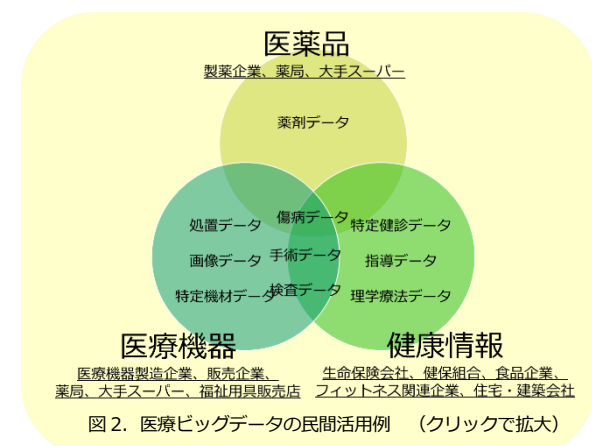 医薬品
製薬企業、薬局、大手スーパー
薬剤データ
傷病データ
処置データ
特定健診データ
画像データ
手術データ
指導データ
特定機材データ
検査データ
理学療法データ
医療機器
健康情報
医療機器製造企業、販売企業、
薬局、大手スーパー、福祉用具販売店
生命保険会社、健保組合、食品企業、
フィットネス関連企業、住宅・建築会社
図2．医療ビッグデータの民間活用例　（クリックで拡大）